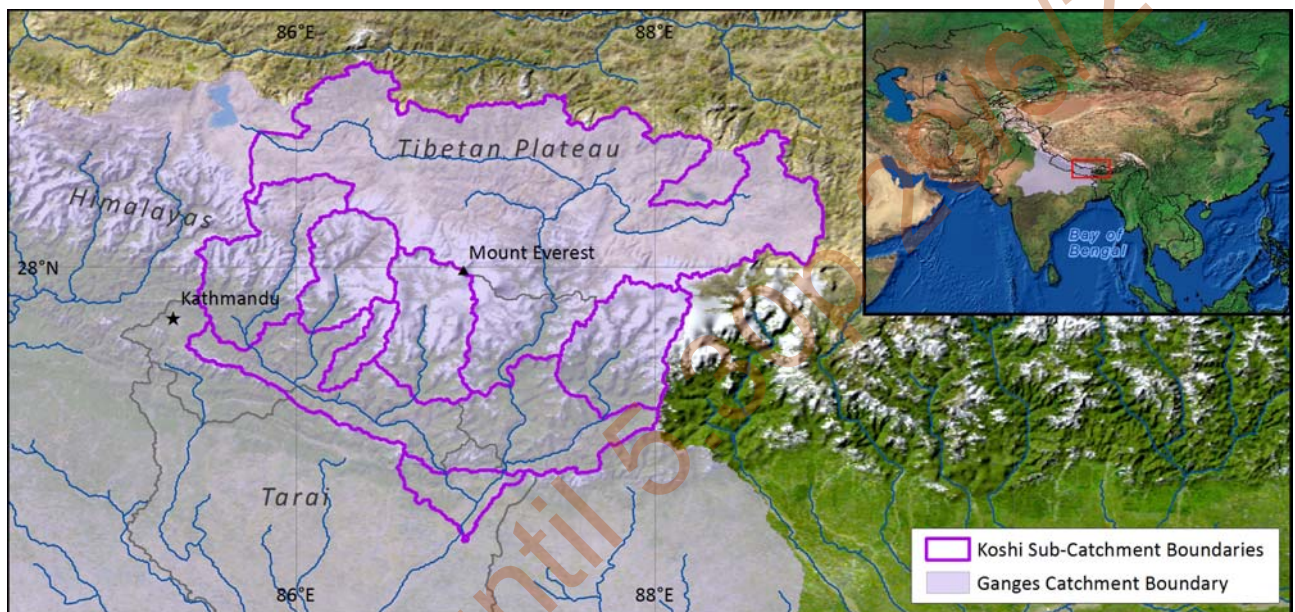 86°E
88°E
Tibetan Plateau
Himalayas
Mount Everest
28°N
Kathmandu
Bay of
Bengal
Tarai
86°E
88°E
Koshi Sub-Catchment Boundaries
Ganges Catchment Boundary